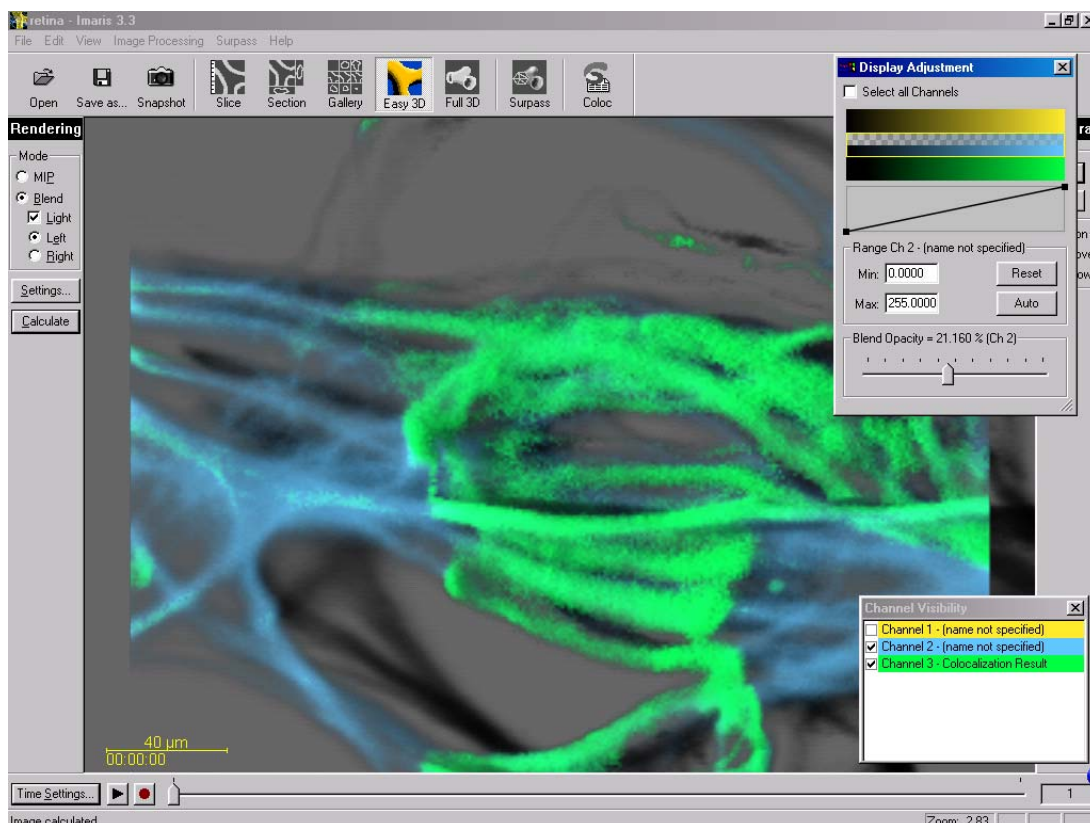 retina - Imaris 3.3
File Edit View Image Processing Surpass Help
Open Save as... Snapshot Slice Section Gallery Easy 3D Full 3D Surpass Coloc
Rendering
Mode
MIP
Blend
Light
Left
Right
Settings...
Calculate
Display Adjustment
Select all Channels
Range Ch 2 - (name not specified)
Min: 0.0000 Reset
Max: 255.0000 Auto
Blend Opacity = 21.160 % (Ch 2)
Channel Visibility
Channel 1 - (name not specified)
Channel 2 - (name not specified)
Channel 3 - Colocalization Result
40 µm
00:00:00
Time Settings... 1
Image calculated Zoom: 2.83